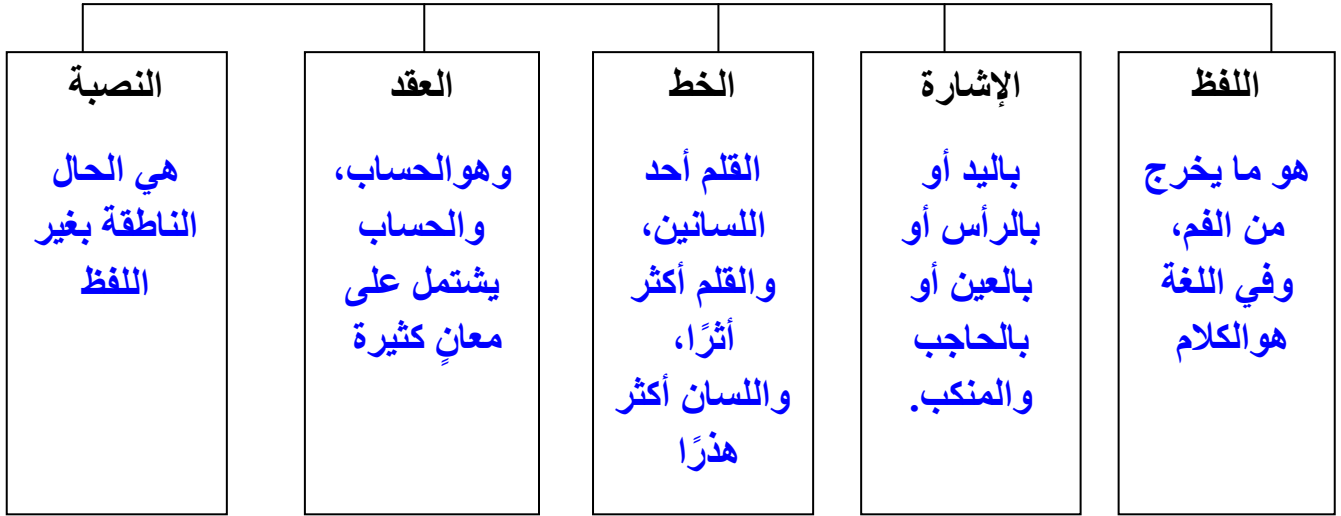 اللفظ
هو ما يخرج
من الفم،
وفي اللغة
هوالكلام
الإشارة
باليد أو
بالرأس أو
بالعين أو
بالحاجب
والمنكب.
الخط
القلم أحد
اللسانين،
والقلم أكثر
أثرًا،
واللسان أكثر
هذرًا
العقد
وهوالحساب،
والحساب
يشتمل على
معانٍ كثيرة
النصبة
هي الحال
الناطقة بغير
اللفظ